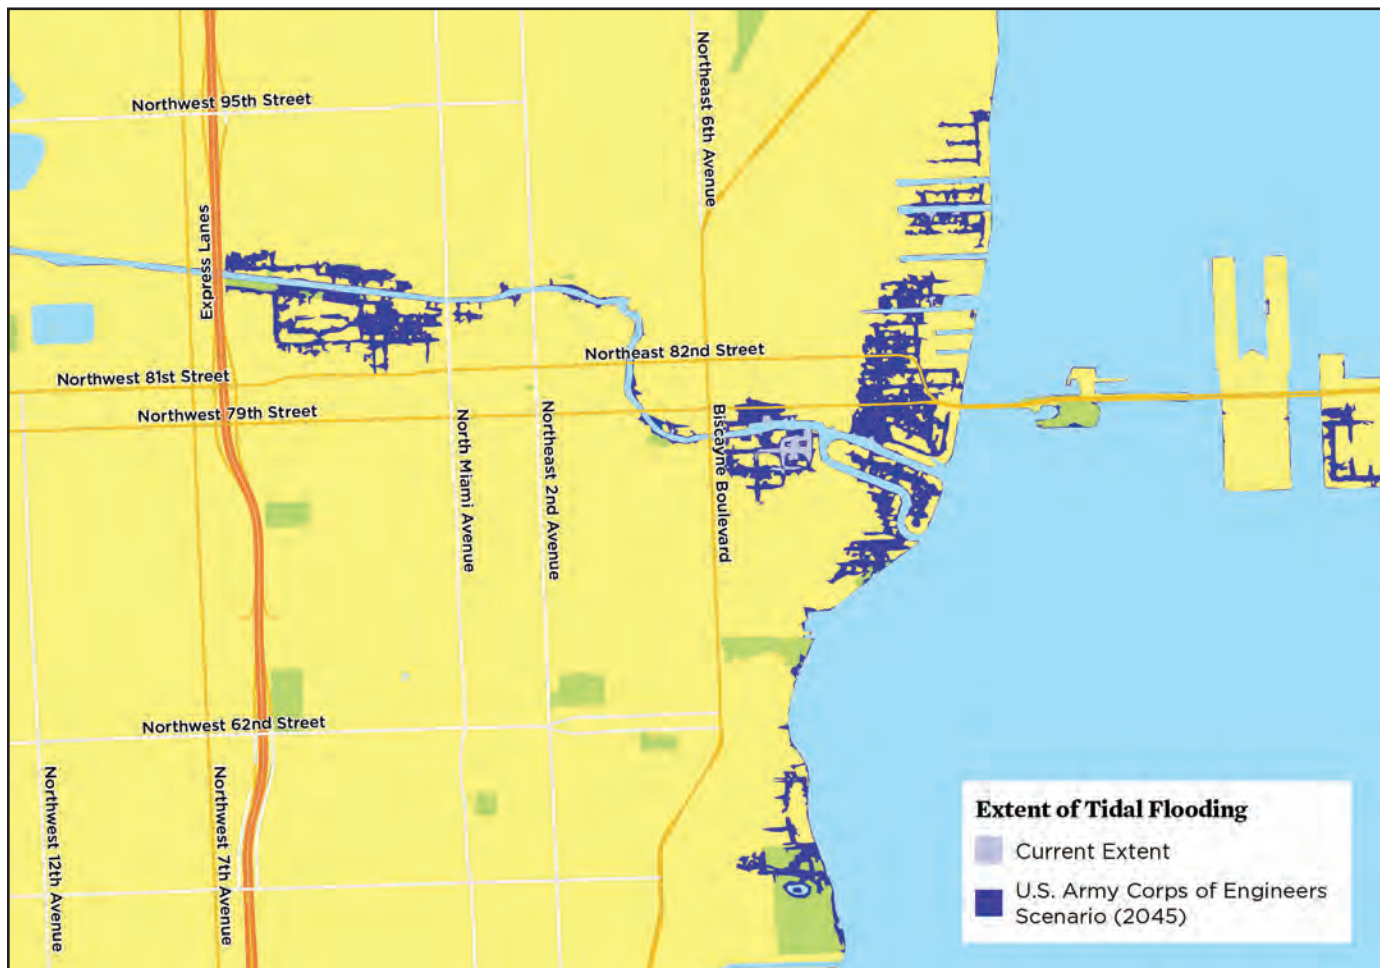 Northwest 95th Street
Northeast 6th Avenue
Express Lanes
Northeast 82nd Street
Northwest 81st Street
Northwest 79th Street
North Miami Avenue
Northeast 2nd Avenue
Biscayne Boulevard
Northwest 62nd Street
Northwest 12th Avenue
Northwest 7th Avenue
Extent of Tidal Flooding
Current Extent
U.S. Army Corps of Engineers
Scenario (2045)